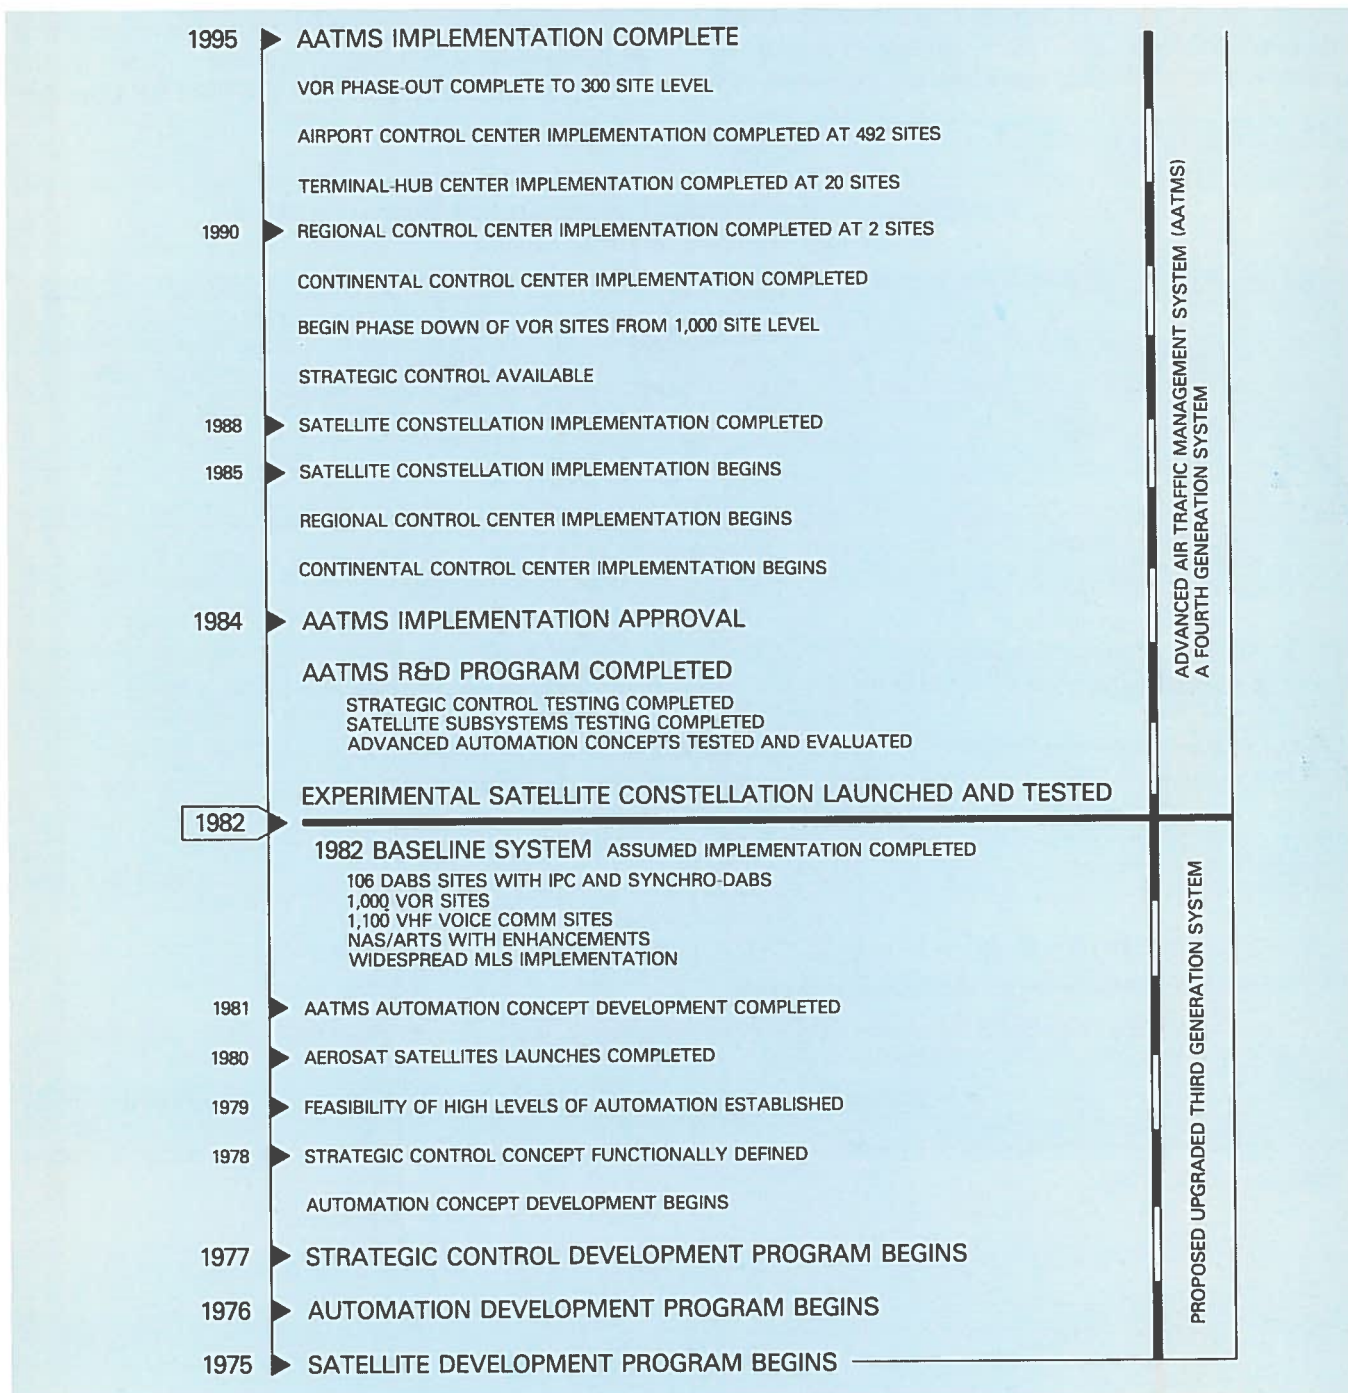 1995 AATMS IMPLEMENTATION COMPLETE
VOR PHASE-OUT COMPLETE TO 300 SITE LEVEL
AIRPORT CONTROL CENTER IMPLEMENTATION COMPLETED AT 492 SITES
TERMINAL-HUB CENTER IMPLEMENTATION COMPLETED AT 20 SITES
1990 REGIONAL CONTROL CENTER IMPLEMENTATION COMPLETED AT 2 SITES
CONTINENTAL CONTROL CENTER IMPLEMENTATION COMPLETED
BEGIN PHASE DOWN OF VOR SITES FROM 1,000 SITE LEVEL
STRATEGIC CONTROL AVAILABLE
1988 SATELLITE CONSTELLATION IMPLEMENTATION COMPLETED
1985 SATELLITE CONSTELLATION IMPLEMENTATION BEGINS
REGIONAL CONTROL CENTER IMPLEMENTATION BEGINS
CONTINENTAL CONTROL CENTER IMPLEMENTATION BEGINS
1984 AATMS IMPLEMENTATION APPROVAL
AATMS R&D PROGRAM COMPLETED
STRATEGIC CONTROL TESTING COMPLETED
SATELLITE SUBSYSTEMS TESTING COMPLETED
ADVANCED AUTOMATION CONCEPTS TESTED AND EVALUATED
EXPERIMENTAL SATELLITE CONSTELLATION LAUNCHED AND TESTED
1982
1982 BASELINE SYSTEM ASSUMED IMPLEMENTATION COMPLETED
106 DABS SITES WITH IPC AND SYNCHRO-DABS
1,000 VOR SITES
1,100 VHF VOICE COMM SITES
NAS/ARTS WITH ENHANCEMENTS
WIDESPREAD MLS IMPLEMENTATION
1981 AATMS AUTOMATION CONCEPT DEVELOPMENT COMPLETED
1980 AEROSAT SATELLITES LAUNCHES COMPLETED
1979 FEASIBILITY OF HIGH LEVELS OF AUTOMATION ESTABLISHED
1978 STRATEGIC CONTROL CONCEPT FUNCTIONALLY DEFINED
AUTOMATION CONCEPT DEVELOPMENT BEGINS
1977 STRATEGIC CONTROL DEVELOPMENT PROGRAM BEGINS
1976 AUTOMATION DEVELOPMENT PROGRAM BEGINS
1975 SATELLITE DEVELOPMENT PROGRAM BEGINS
ADVANCED AIR TRAFFIC MANAGEMENT SYSTEM (AATMS)
A FOURTH GENERATION SYSTEM
PROPOSED UPGRADED THIRD GENERATION SYSTEM